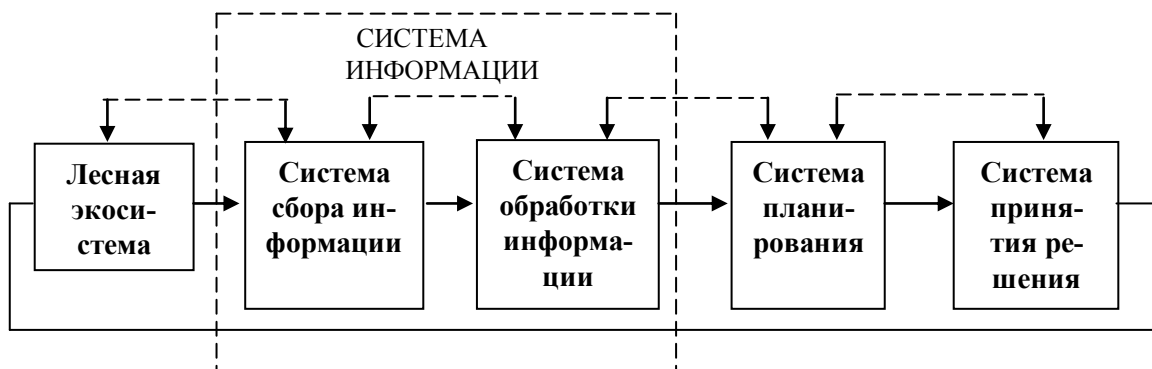 СИСТЕМА
ИНФОРМАЦИИ
Лесная
экоси-
стема
Система
сбора ин-
формации
Система
обработки
информа-
ции
Система
плани-
рования
Система
приня-
тия ре-
шения